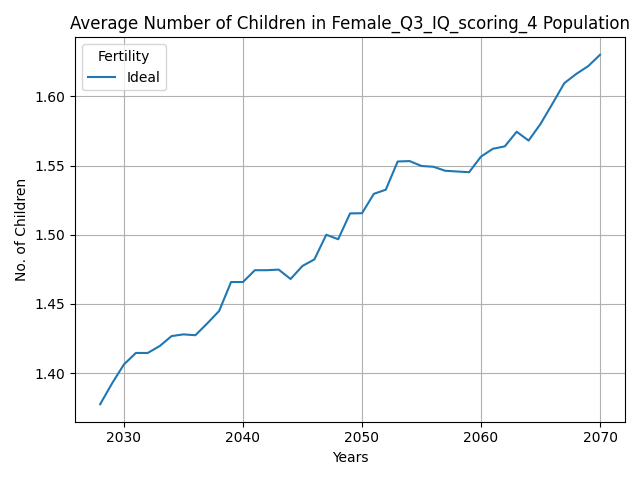 Average Number of Children in Female_Q3_IQ_scoring_4 Population
Fertility
Ideal
No. of Children
1.60
1.55
1.50
1.45
1.40
2030 2040 2050 2060 2070
Years